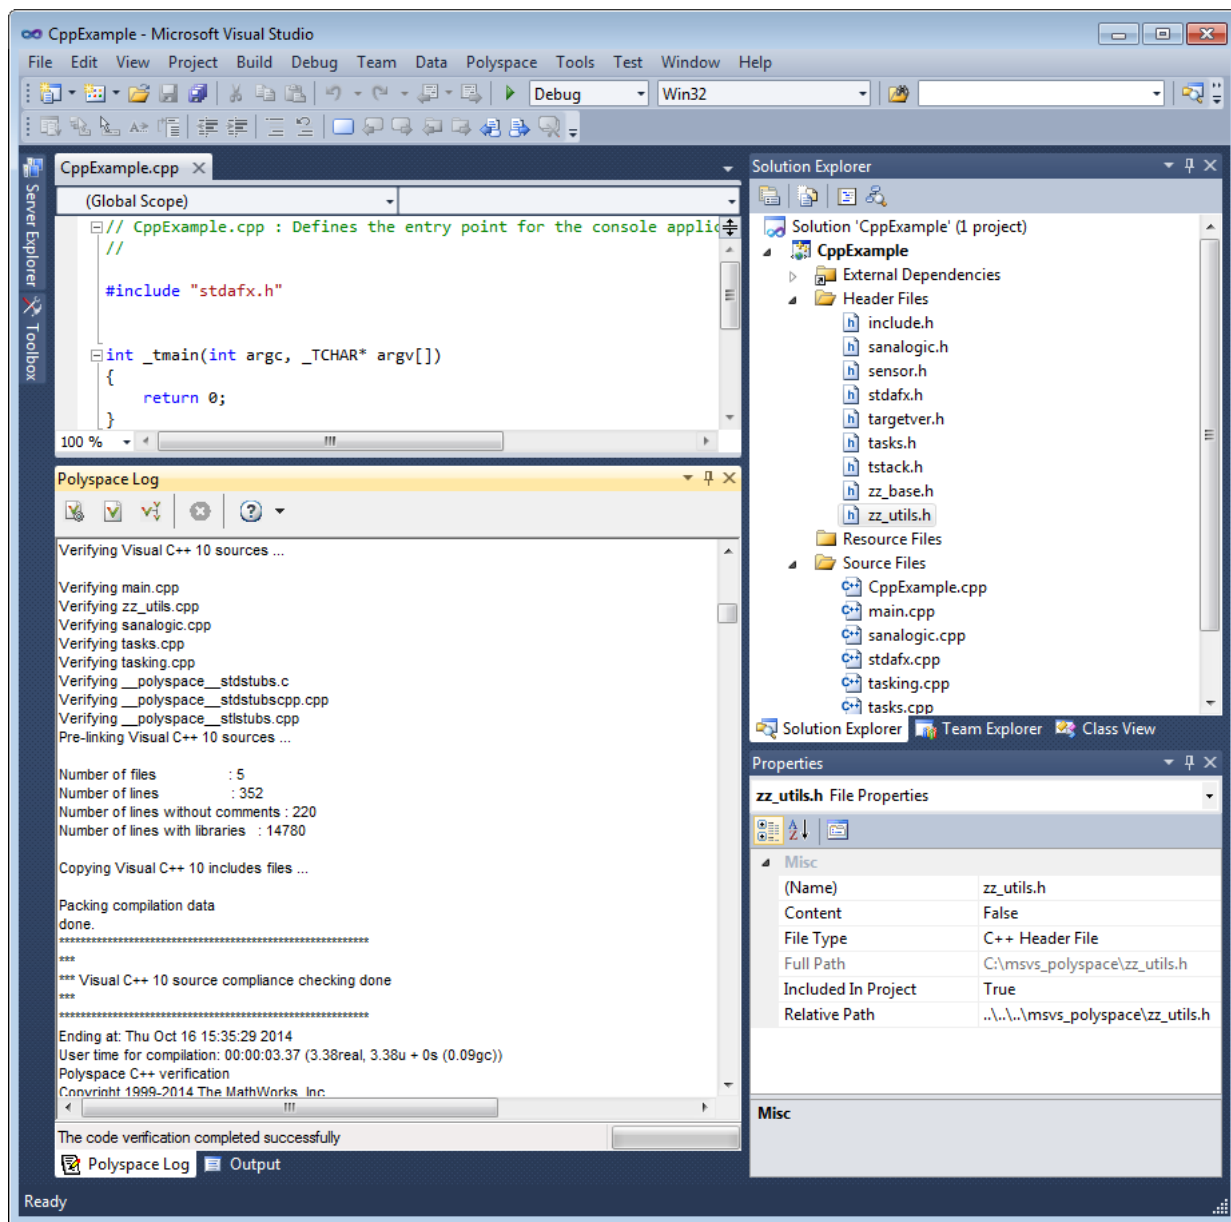 CppExample - Microsoft Visual Studio
File Edit View Project Build Debug Team Data Polyspace Tools Test Window Help
Debug Win32
Server Explorer
Toolbox
CppExample.cpp
(Global Scope)
// CppExample.cpp : Defines the entry point for the console applic
//
#include "stdafx.h"
int _tmain(int argc, _TCHAR* argv[])
{
return 0;
}
100 %
Polyspace Log
Verifying Visual C++ 10 sources ...
Verifying main.cpp
Verifying zz_utils.cpp
Verifying sanalogic.cpp
Verifying tasks.cpp
Verifying tasking.cpp
Verifying __polyspace__stdstubs.c
Verifying __polyspace__stdstubscpp.cpp
Verifying __polyspace__stlstubs.cpp
Pre-linking Visual C++ 10 sources ...
Number of files : 5
Number of lines : 352
Number of lines without comments : 220
Number of lines with libraries : 14780
Copying Visual C++ 10 includes files ...
Packing compilation data
done.
************************************************************
***
*** Visual C++ 10 source compliance checking done
***
************************************************************
Ending at: Thu Oct 16 15:35:29 2014
User time for compilation: 00:00:03.37 (3.38real, 3.38u + 0s (0.09gc))
Polyspace C++ verification
Copyright 1999-2014 The MathWorks, Inc.
The code verification completed successfully
Polyspace Log Output
Ready
Solution Explorer
Solution 'CppExample' (1 project)
CppExample
External Dependencies
Header Files
include.h
sanalogic.h
sensor.h
stdafx.h
targetver.h
tasks.h
tstack.h
zz_base.h
zz_utils.h
Resource Files
Source Files
CppExample.cpp
main.cpp
sanalogic.cpp
stdafx.cpp
tasking.cpp
tasks.cpp
Solution Explorer Team Explorer Class View
Properties
zz_utils.h File Properties
Misc
(Name) zz_utils.h
Content False
File Type C++ Header File
Full Path C:\msvs_polyspace\zz_utils.h
Included In Project True
Relative Path ..\..\..\msvs_polyspace\zz_utils.h
Misc